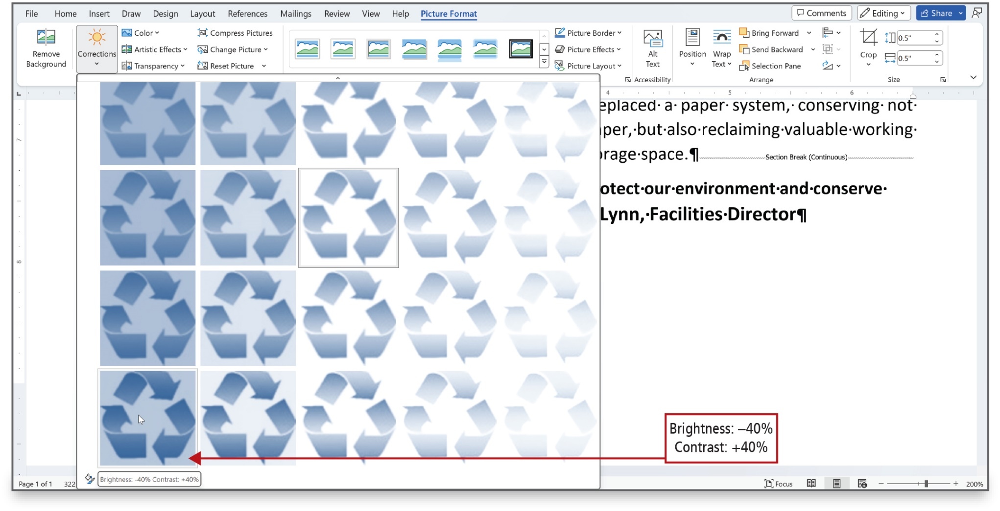 File Home Insert Draw Design Layout References Mailings Review View Help Picture Format Comments Editing Share
Remove Background
Corrections
Color
Artistic Effects
Transparency
Compress Pictures
Change Picture
Reset Picture
Picture Border
Picture Effects
Picture Layout
Alt Text
Accessibility
Position
Wrap Text
Bring Forward
Send Backward
Selection Pane
Arrange
Crop
0.5"
0.5"
Size
4 5 6
eplaced· a· paper· system,· conserving· not·
per,·but·also·reclaiming·valuable·working·
rage·space.¶ Section Break (Continuous)
7
otect·our·environment·and·conserve·
Lynn,·Facilities·Director¶
8
Brightness: –40%
Contrast: +40%
Brightness: -40% Contrast: +40%
Page 1 of 1 322 Focus – + 200%